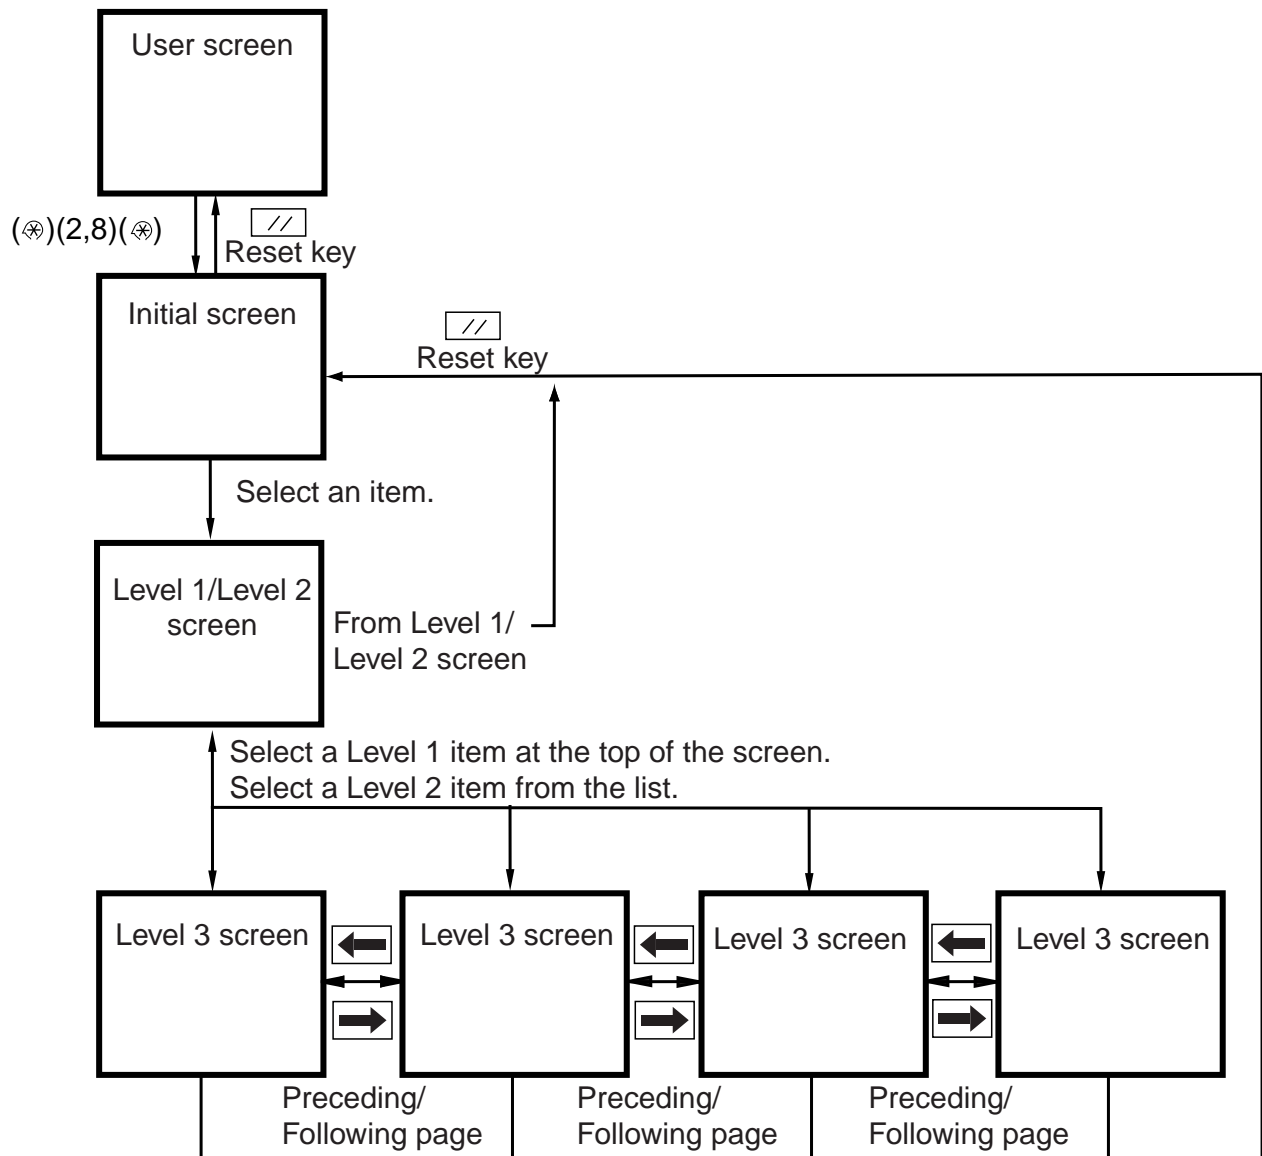 User screen
(✳)(2,8)(✳)
Reset key
Initial screen
Reset key
Select an item.
Level 1/Level 2
screen
From Level 1/
Level 2 screen
Select a Level 1 item at the top of the screen.
Select a Level 2 item from the list.
Level 3 screen
Level 3 screen
Level 3 screen
Level 3 screen
Preceding/
Following page
Preceding/
Following page
Preceding/
Following page